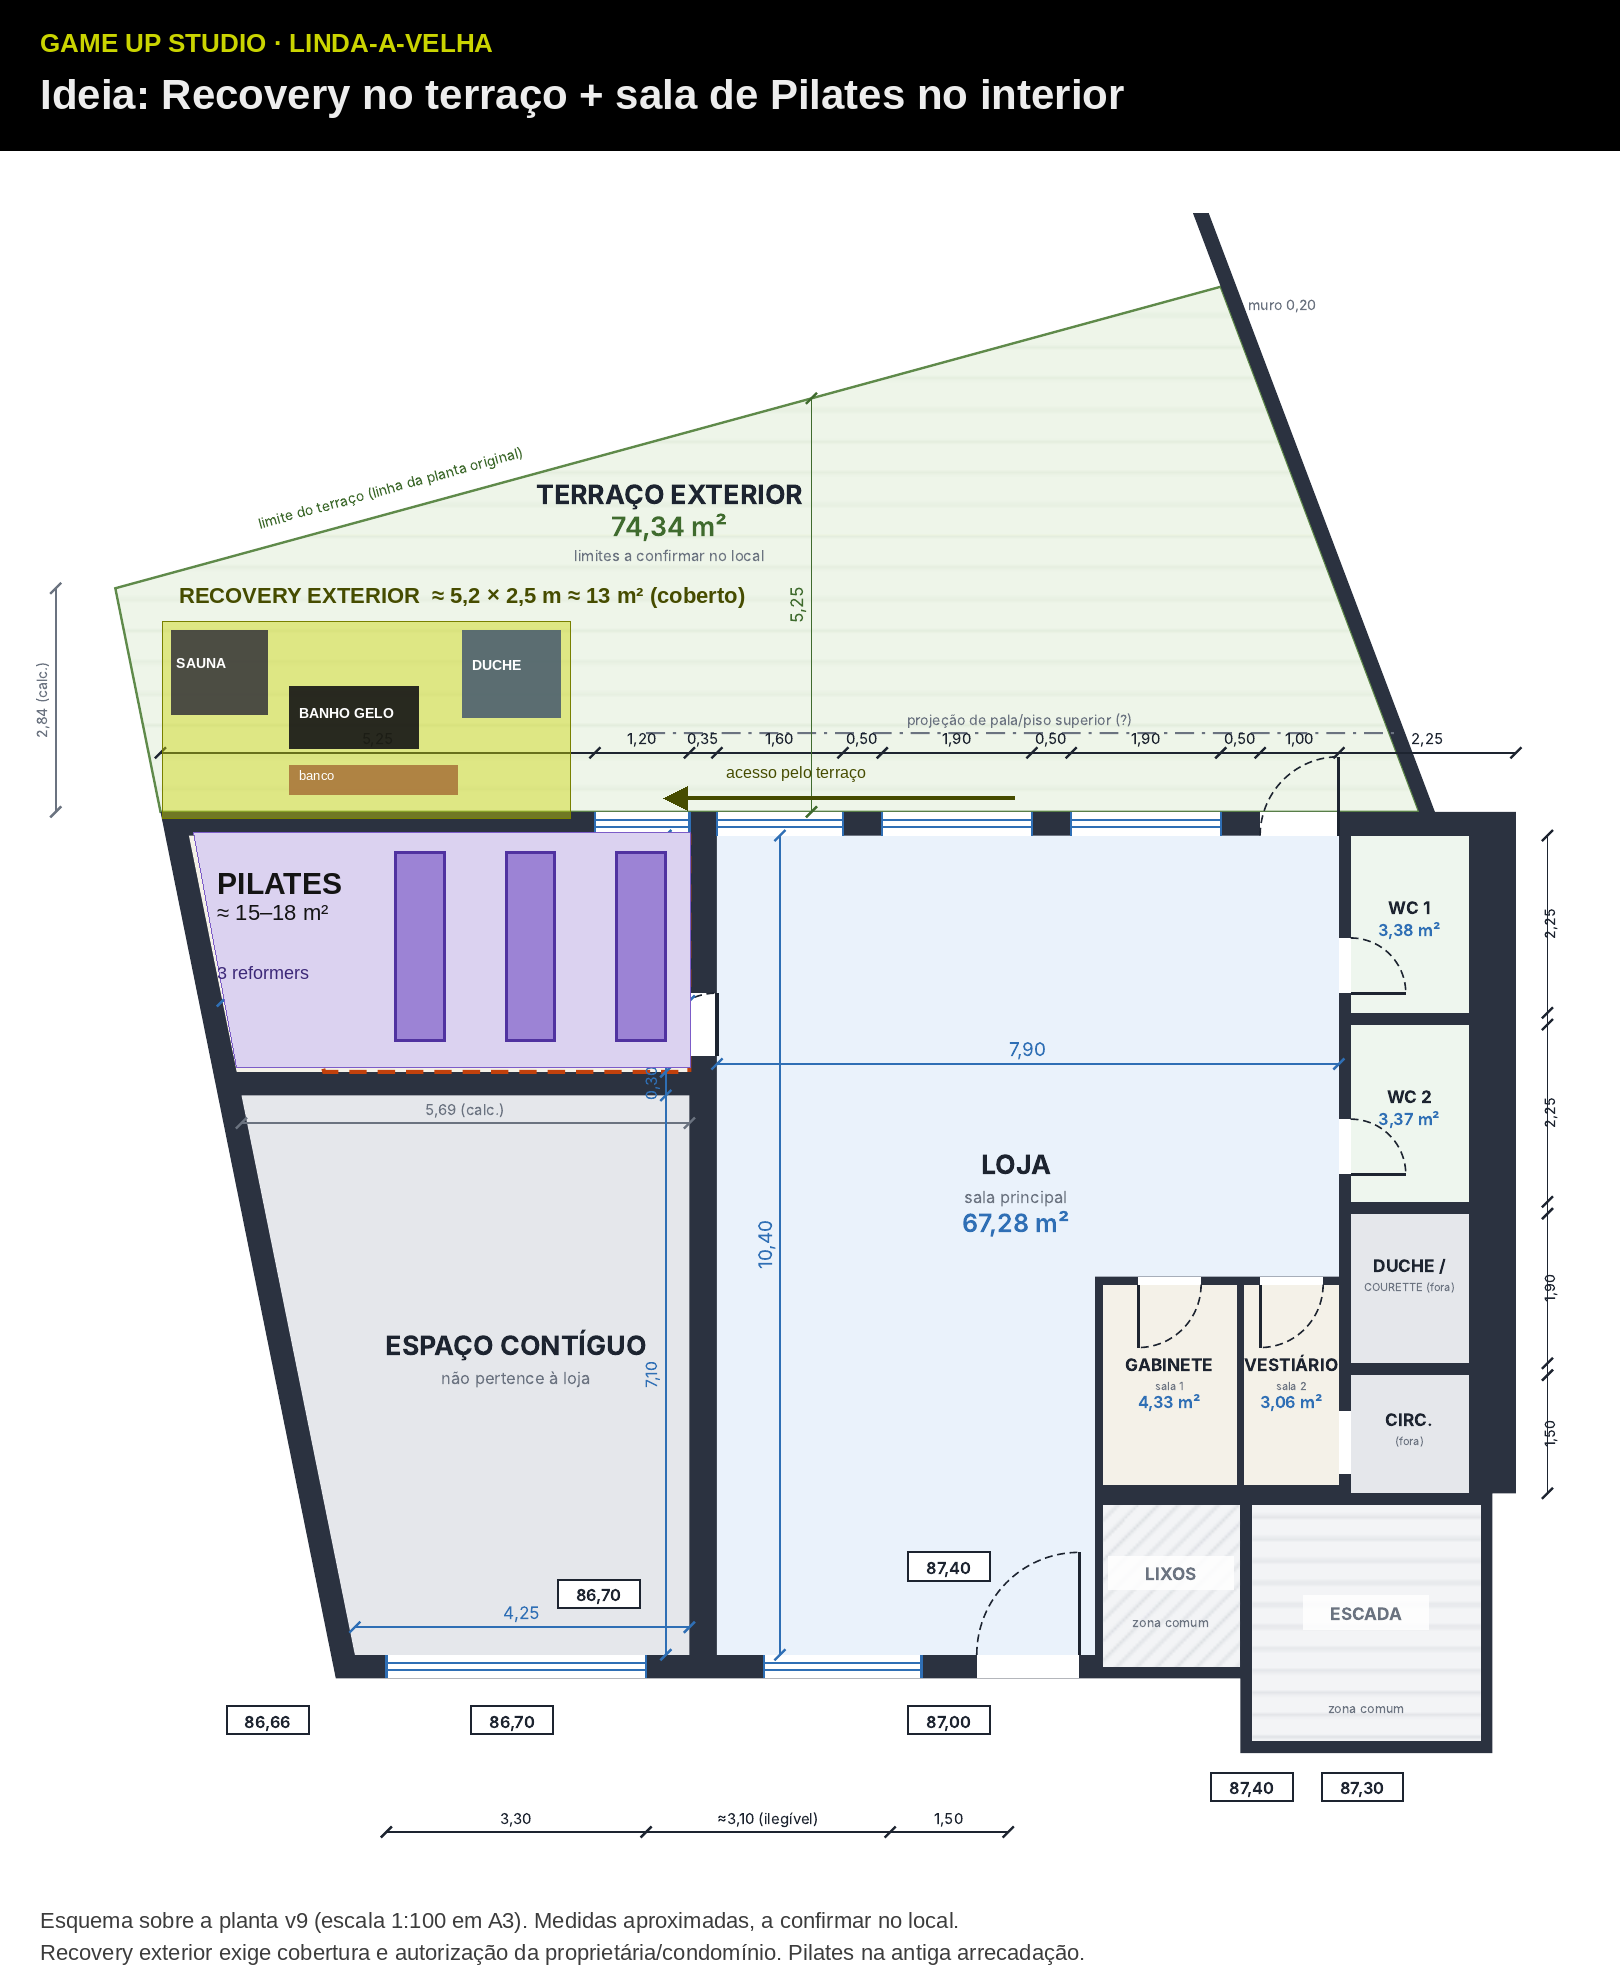 GAME UP STUDIO · LINDA-A-VELHA
Ideia: Recovery no terraço + sala de Pilates no interior
muro 0,20
limite do terraço (linha da planta original)
TERRAÇO EXTERIOR
74,34 m²
limites a confirmar no local
RECOVERY EXTERIOR ≈ 5,2 × 2,5 m ≈ 13 m² (coberto)
5,25
2,84 (calc.)
SAUNA
DUCHE
BANHO GELO
projeção de pala/piso superior (?)
5,25
1,20
0,35
1,60
0,50
1,90
0,50
1,90
0,50
1,00
2,25
banco
acesso pelo terraço
PILATES
≈ 15–18 m²
3 reformers
WC 1
3,38 m²
2,25
7,90
0,30
5,69 (calc.)
WC 2
3,37 m²
2,25
LOJA
sala principal
67,28 m²
10,40
DUCHE /
COURETTE (fora)
1,90
ESPAÇO CONTÍGUO
não pertence à loja
7,10
GABINETE
sala 1
4,33 m²
VESTIÁRIO
sala 2
3,06 m²
CIRC.
(fora)
1,50
87,40
86,70
4,25
LIXOS
zona comum
ESCADA
zona comum
86,66
86,70
87,00
87,40
87,30
3,30
≈3,10 (ilegível)
1,50
Esquema sobre a planta v9 (escala 1:100 em A3). Medidas aproximadas, a confirmar no local.
Recovery exterior exige cobertura e autorização da proprietária/condomínio. Pilates na antiga arrecadação.